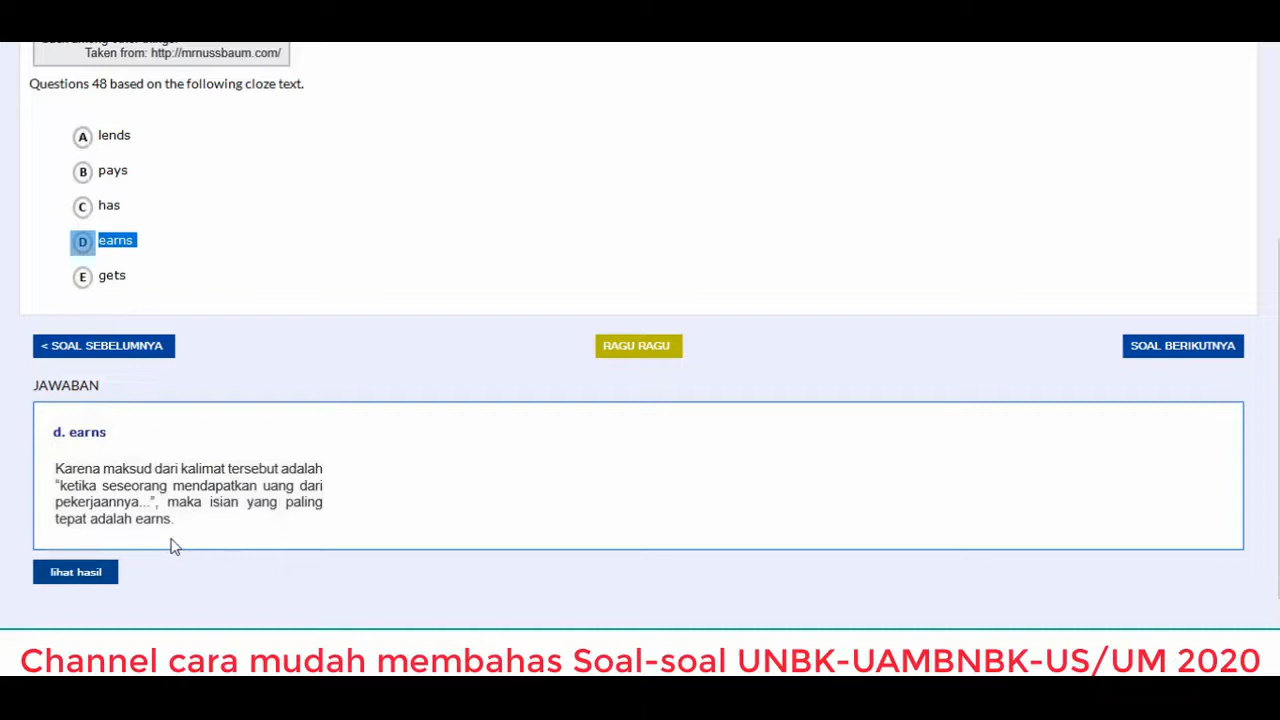 Taken from: http://mrnussbaum.com/
Questions 48 based on the following cloze text.
A lends
B pays
C has
D earns
E gets
< SOAL SEBELUMNYA
RAGU RAGU
SOAL BERIKUTNYA
JAWABAN
d. earns
Karena maksud dari kalimat tersebut adalah
“ketika seseorang mendapatkan uang dari
pekerjaannya...”, maka isian yang paling
tepat adalah earns.
lihat hasil
Channel cara mudah membahas Soal-soal UNBK-UAMBNBK-US/UM 2020